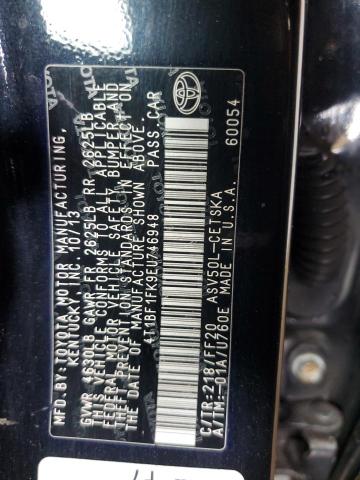 MFD.BY: TOYOTA MOTOR MANUFACTURING,
KENTUCKY INC. 10/13
GVWR 4630LB GAWR FR 2625LB RR 2625LB
THIS VEHICLE CONFORMS TO ALL APPLICABLE
FEDERAL MOTOR VEHICLE SAFETY, BUMPER, AND
THEFT PREVENTION STANDARDS IN EFFECT ON
THE DATE OF MANUFACTURE SHOWN ABOVE.
4T1BF1FK9EU746948 PASS.CAR
C/TR:218/FF20 ASV50L-CETSKA
A/TM:-01A/U760E MADE IN U.S.A.
60054
TOYOTA